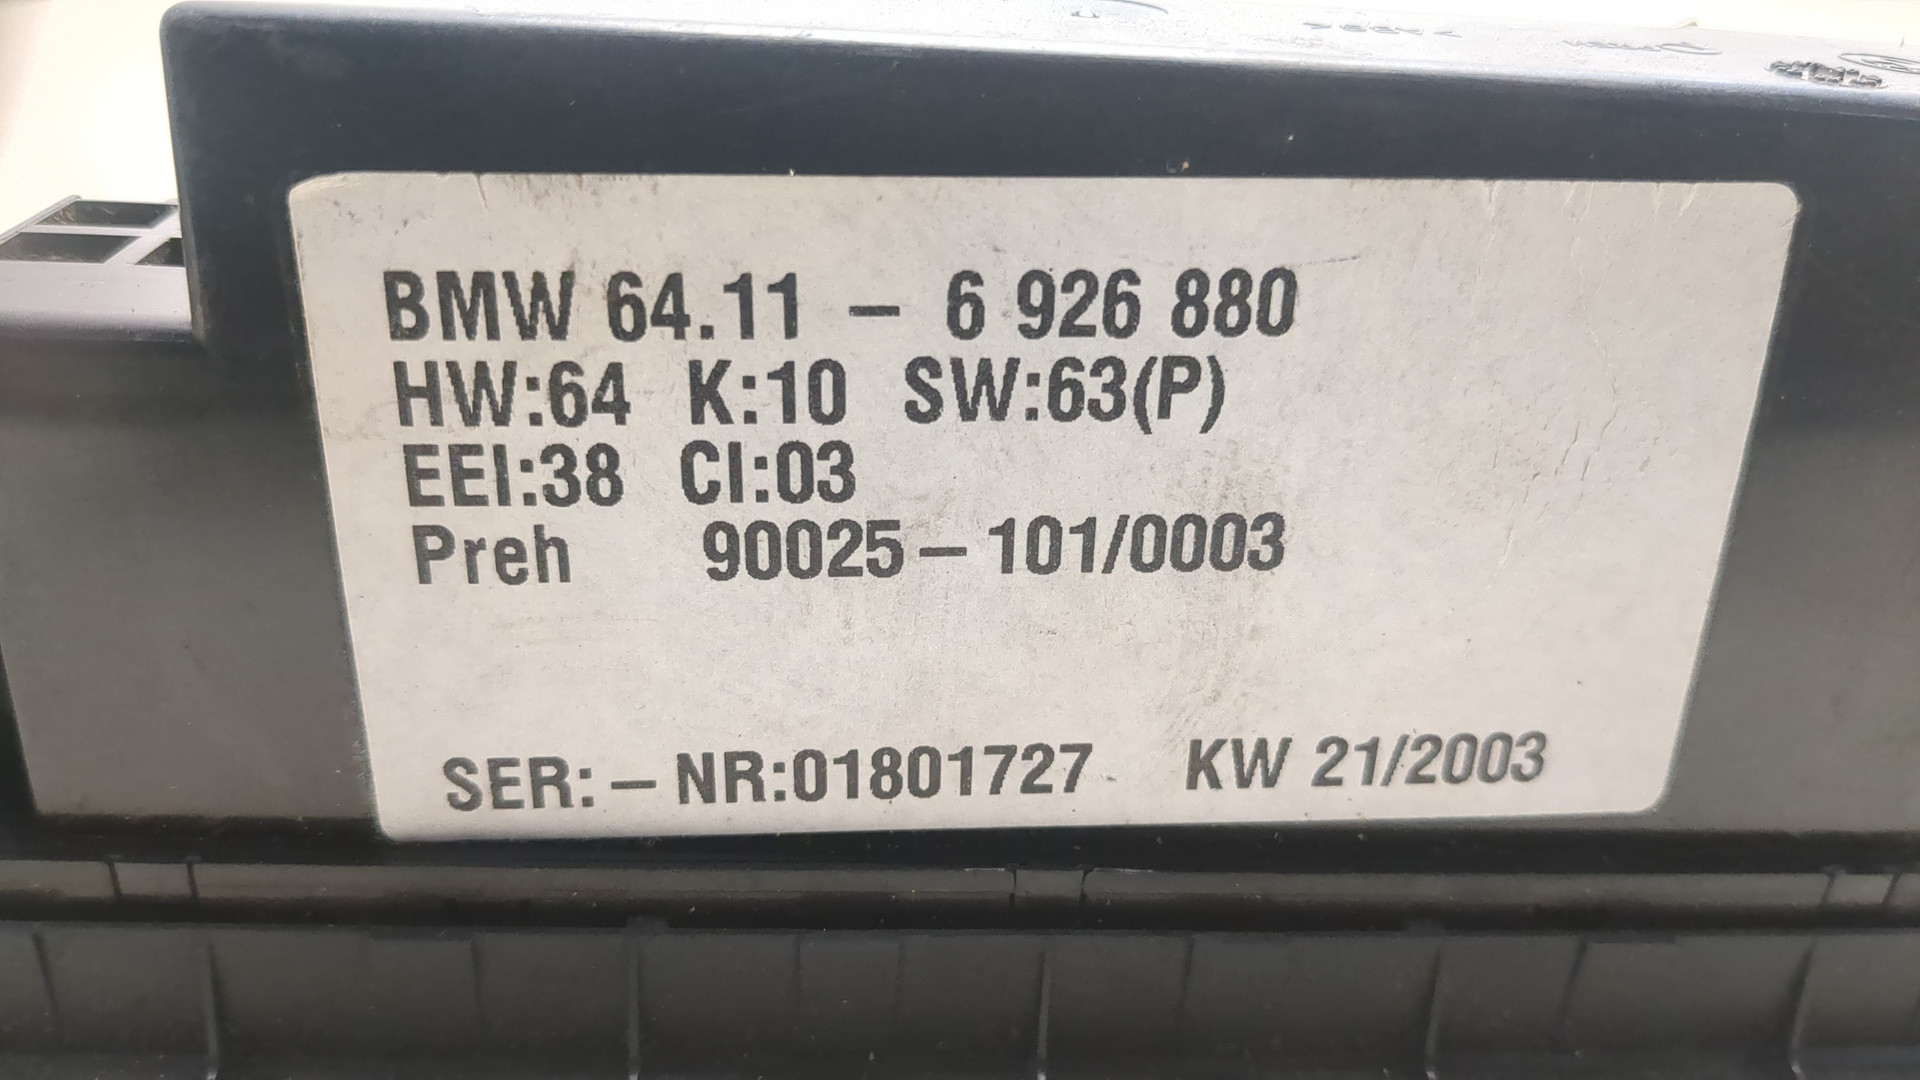 BMW 64.11 – 6 926 880
HW:64 K:10 SW:63(P)
EEI:38 CI:03
Preh 90025 – 101/0003
SER: – NR:01801727 KW 21/2003